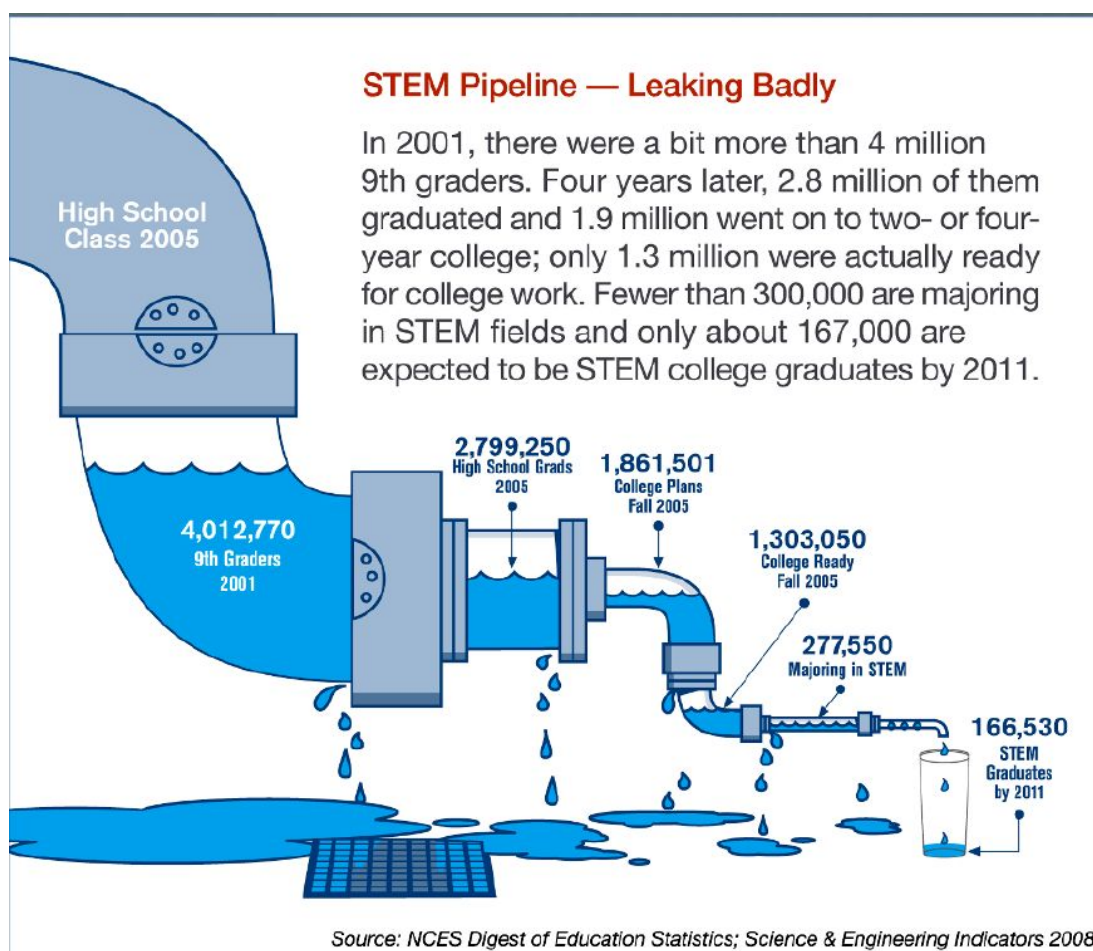 STEM Pipeline — Leaking Badly
In 2001, there were a bit more than 4 million
9th graders. Four years later, 2.8 million of them
graduated and 1.9 million went on to two- or four-
year college; only 1.3 million were actually ready
for college work. Fewer than 300,000 are majoring
in STEM fields and only about 167,000 are
expected to be STEM college graduates by 2011.
High School
Class 2005
4,012,770
9th Graders
2001
2,799,250
High School Grads
2005
1,861,501
College Plans
Fall 2005
1,303,050
College Ready
Fall 2005
277,550
Majoring in STEM
166,530
STEM
Graduates
by 2011
Source: NCES Digest of Education Statistics; Science & Engineering Indicators 2008